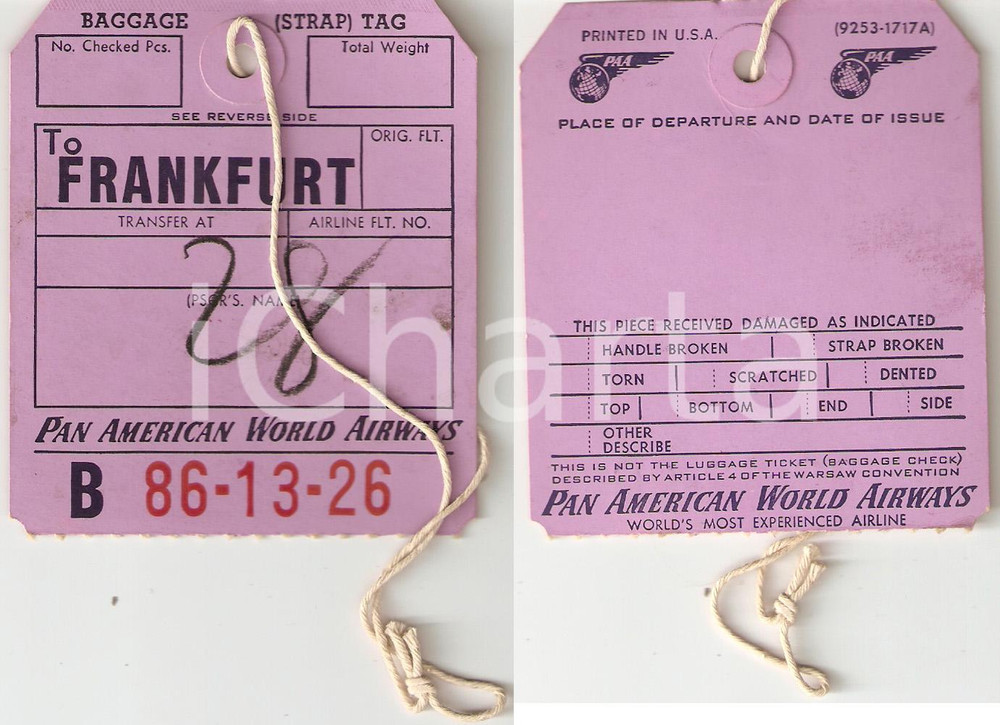 BAGGAGE (STRAP) TAG
No. Checked Pcs. Total Weight
SEE REVERSE SIDE
To ORIG. FLT.
FRANKFURT
TRANSFER AT AIRLINE FLT. NO.
28
(PSGR'S. NAME)
PAN AMERICAN WORLD AIRWAYS
B 86-13-26
PRINTED IN U.S.A. (9253-1717A)
PAA PAA
PLACE OF DEPARTURE AND DATE OF ISSUE
THIS PIECE RECEIVED DAMAGED AS INDICATED
HANDLE BROKEN STRAP BROKEN
TORN SCRATCHED DENTED
TOP BOTTOM END SIDE
OTHER
DESCRIBE
THIS IS NOT THE LUGGAGE TICKET (BAGGAGE CHECK)
DESCRIBED BY ARTICLE 4 OF THE WARSAW CONVENTION
PAN AMERICAN WORLD AIRWAYS
WORLD'S MOST EXPERIENCED AIRLINE
iCharta